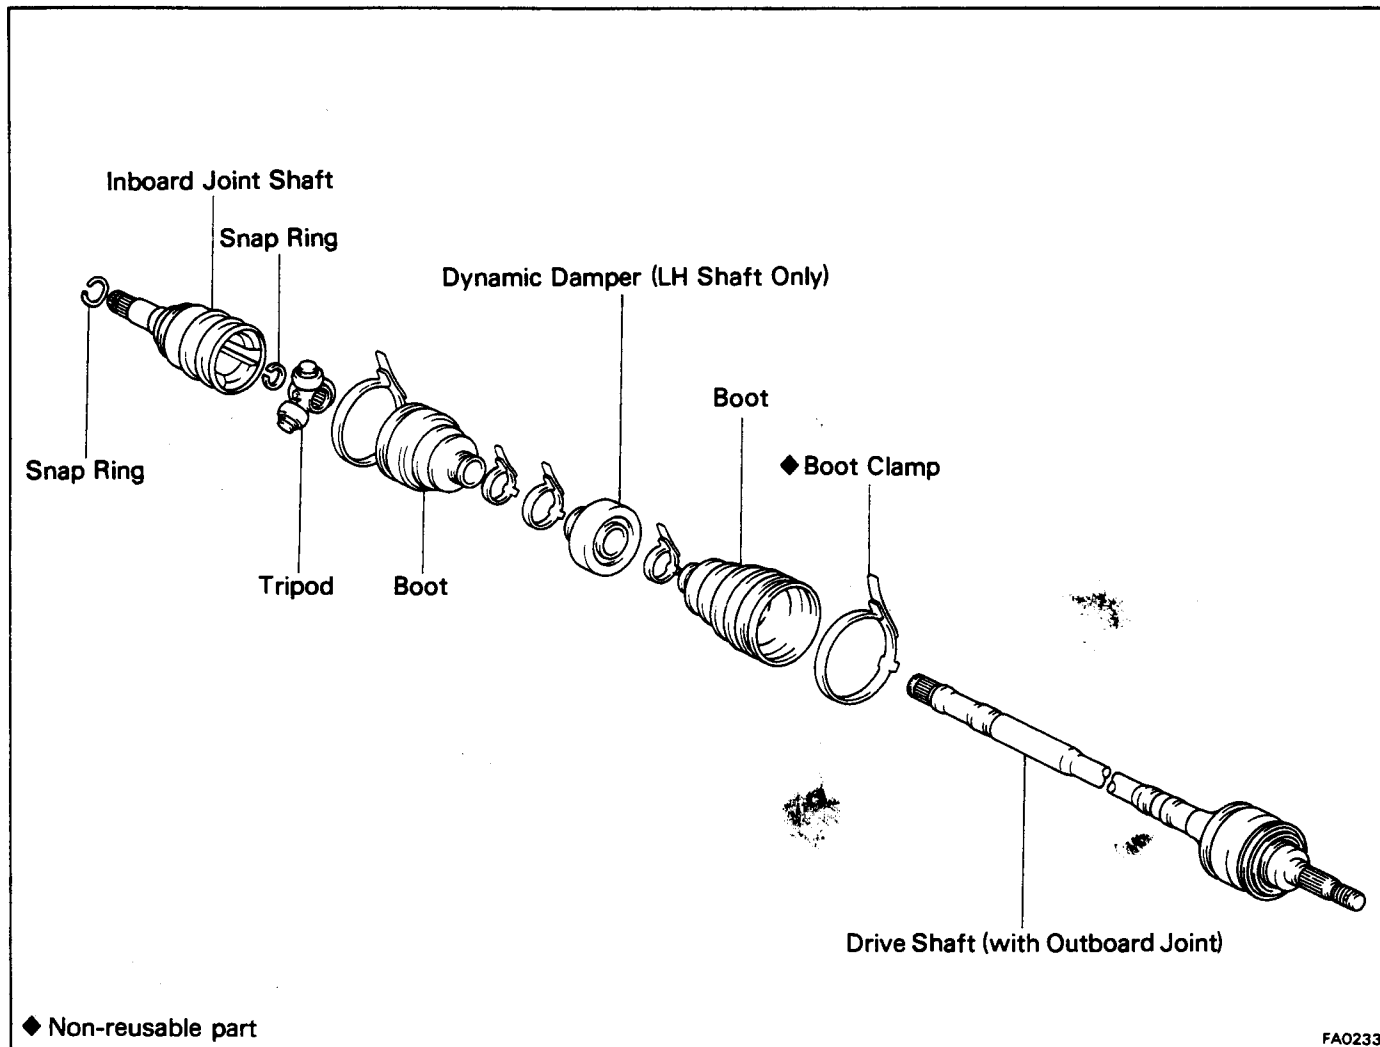 Inboard Joint Shaft
Snap Ring
Dynamic Damper (LH Shaft Only)
Boot
◆ Boot Clamp
Snap Ring
Tripod
Boot
Drive Shaft (with Outboard Joint)
◆ Non-reusable part
FA0233